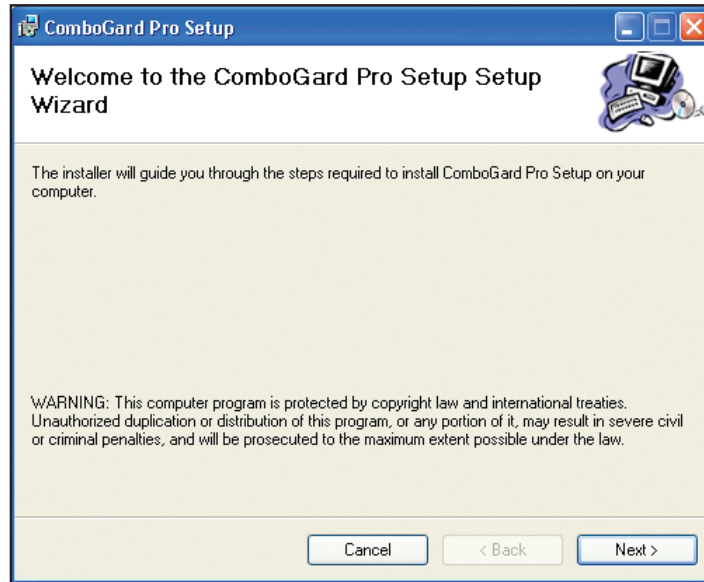 ComboGard Pro Setup
Welcome to the ComboGard Pro Setup Setup
Wizard
The installer will guide you through the steps required to install ComboGard Pro Setup on your
computer.
WARNING: This computer program is protected by copyright law and international treaties.
Unauthorized duplication or distribution of this program, or any portion of it, may result in severe civil
or criminal penalties, and will be prosecuted to the maximum extent possible under the law.
Cancel
< Back
Next >